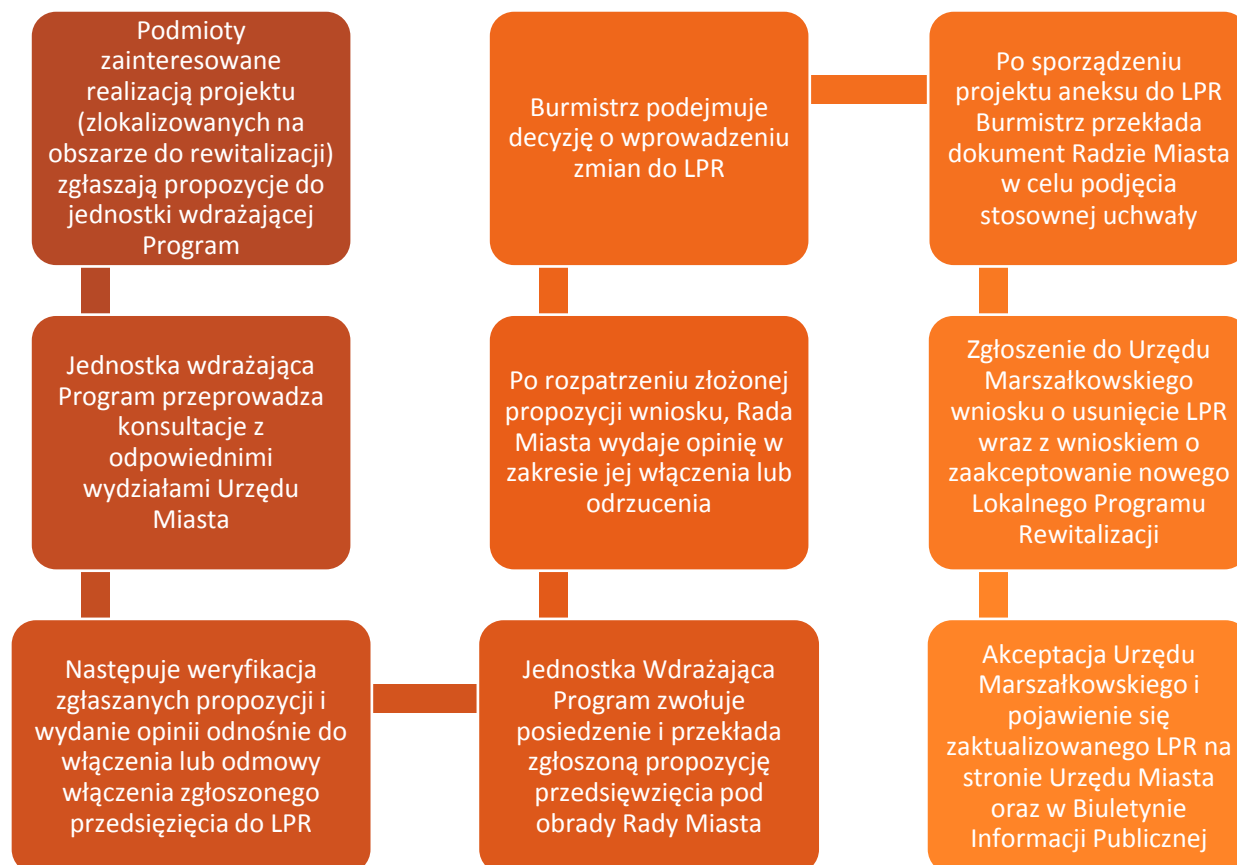 Podmioty
zainteresowane
realizacją projektu
(zlokalizowanych na
obszarze do rewitalizacji)
zgłaszają propozycje do
jednostki wdrażającej
Program
Jednostka wdrażająca
Program przeprowadza
konsultacje z
odpowiednimi
wydziałami Urzędu
Miasta
Następuje weryfikacja
zgłaszanych propozycji i
wydanie opinii odnośnie do
włączenia lub odmowy
włączenia zgłoszonego
przedsięzięcia do LPR
Jednostka Wdrażająca
Program zwołuje
posiedzenie i przekłada
zgłoszoną propozycję
przedsięwzięcia pod
obrady Rady Miasta
Po rozpatrzeniu złożonej
propozycji wniosku, Rada
Miasta wydaje opinię w
zakresie jej włączenia lub
odrzucenia
Burmistrz podejmuje
decyzję o wprowadzeniu
zmian do LPR
Po sporządzeniu
projektu aneksu do LPR
Burmistrz przekłada
dokument Radzie Miasta
w celu podjęcia
stosownej uchwały
Zgłoszenie do Urzędu
Marszałkowskiego
wniosku o usunięcie LPR
wraz z wnioskiem o
zaakceptowanie nowego
Lokalnego Programu
Rewitalizacji
Akceptacja Urzędu
Marszałkowskiego i
pojawienie się
zaktualizowanego LPR na
stronie Urzędu Miasta
oraz w Biuletynie
Informacji Publicznej